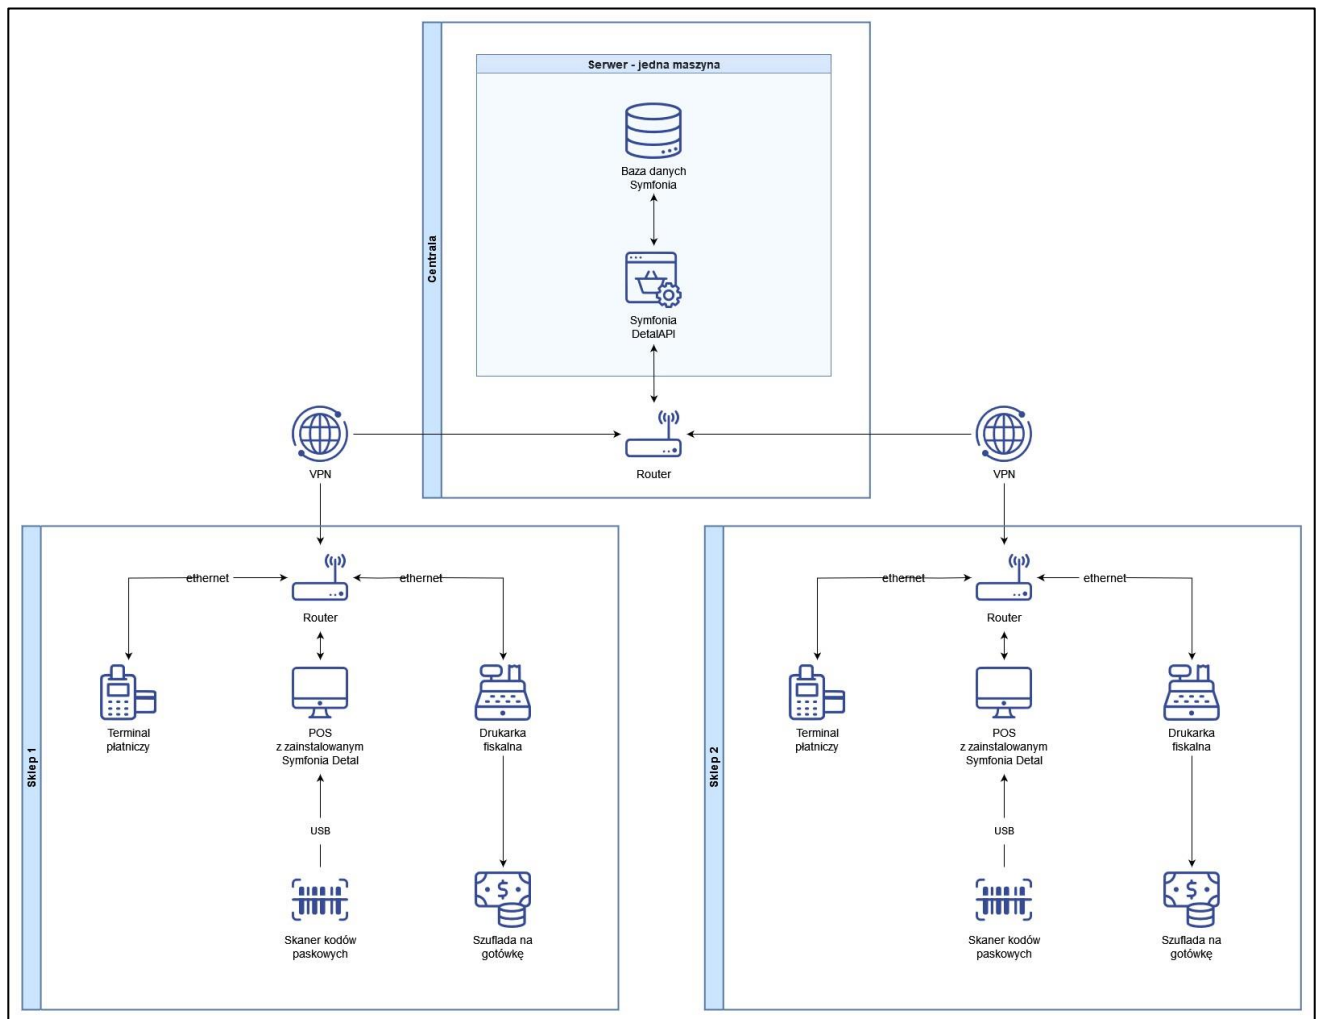 Serwer - jedna maszyna
Baza danych
Symfonia
Centrala
Symfonia
DetalAPI
Router
VPN
VPN
Sklep 1
ethernet
ethernet
Router
Terminal
płatniczy
POS
z zainstalowanym
Symfonia Detal
Drukarka
fiskalna
USB
Skaner kodów
paskowych
Szuflada na
gotówkę
Sklep 2
ethernet
ethernet
Router
Terminal
płatniczy
POS
z zainstalowanym
Symfonia Detal
Drukarka
fiskalna
USB
Skaner kodów
paskowych
Szuflada na
gotówkę